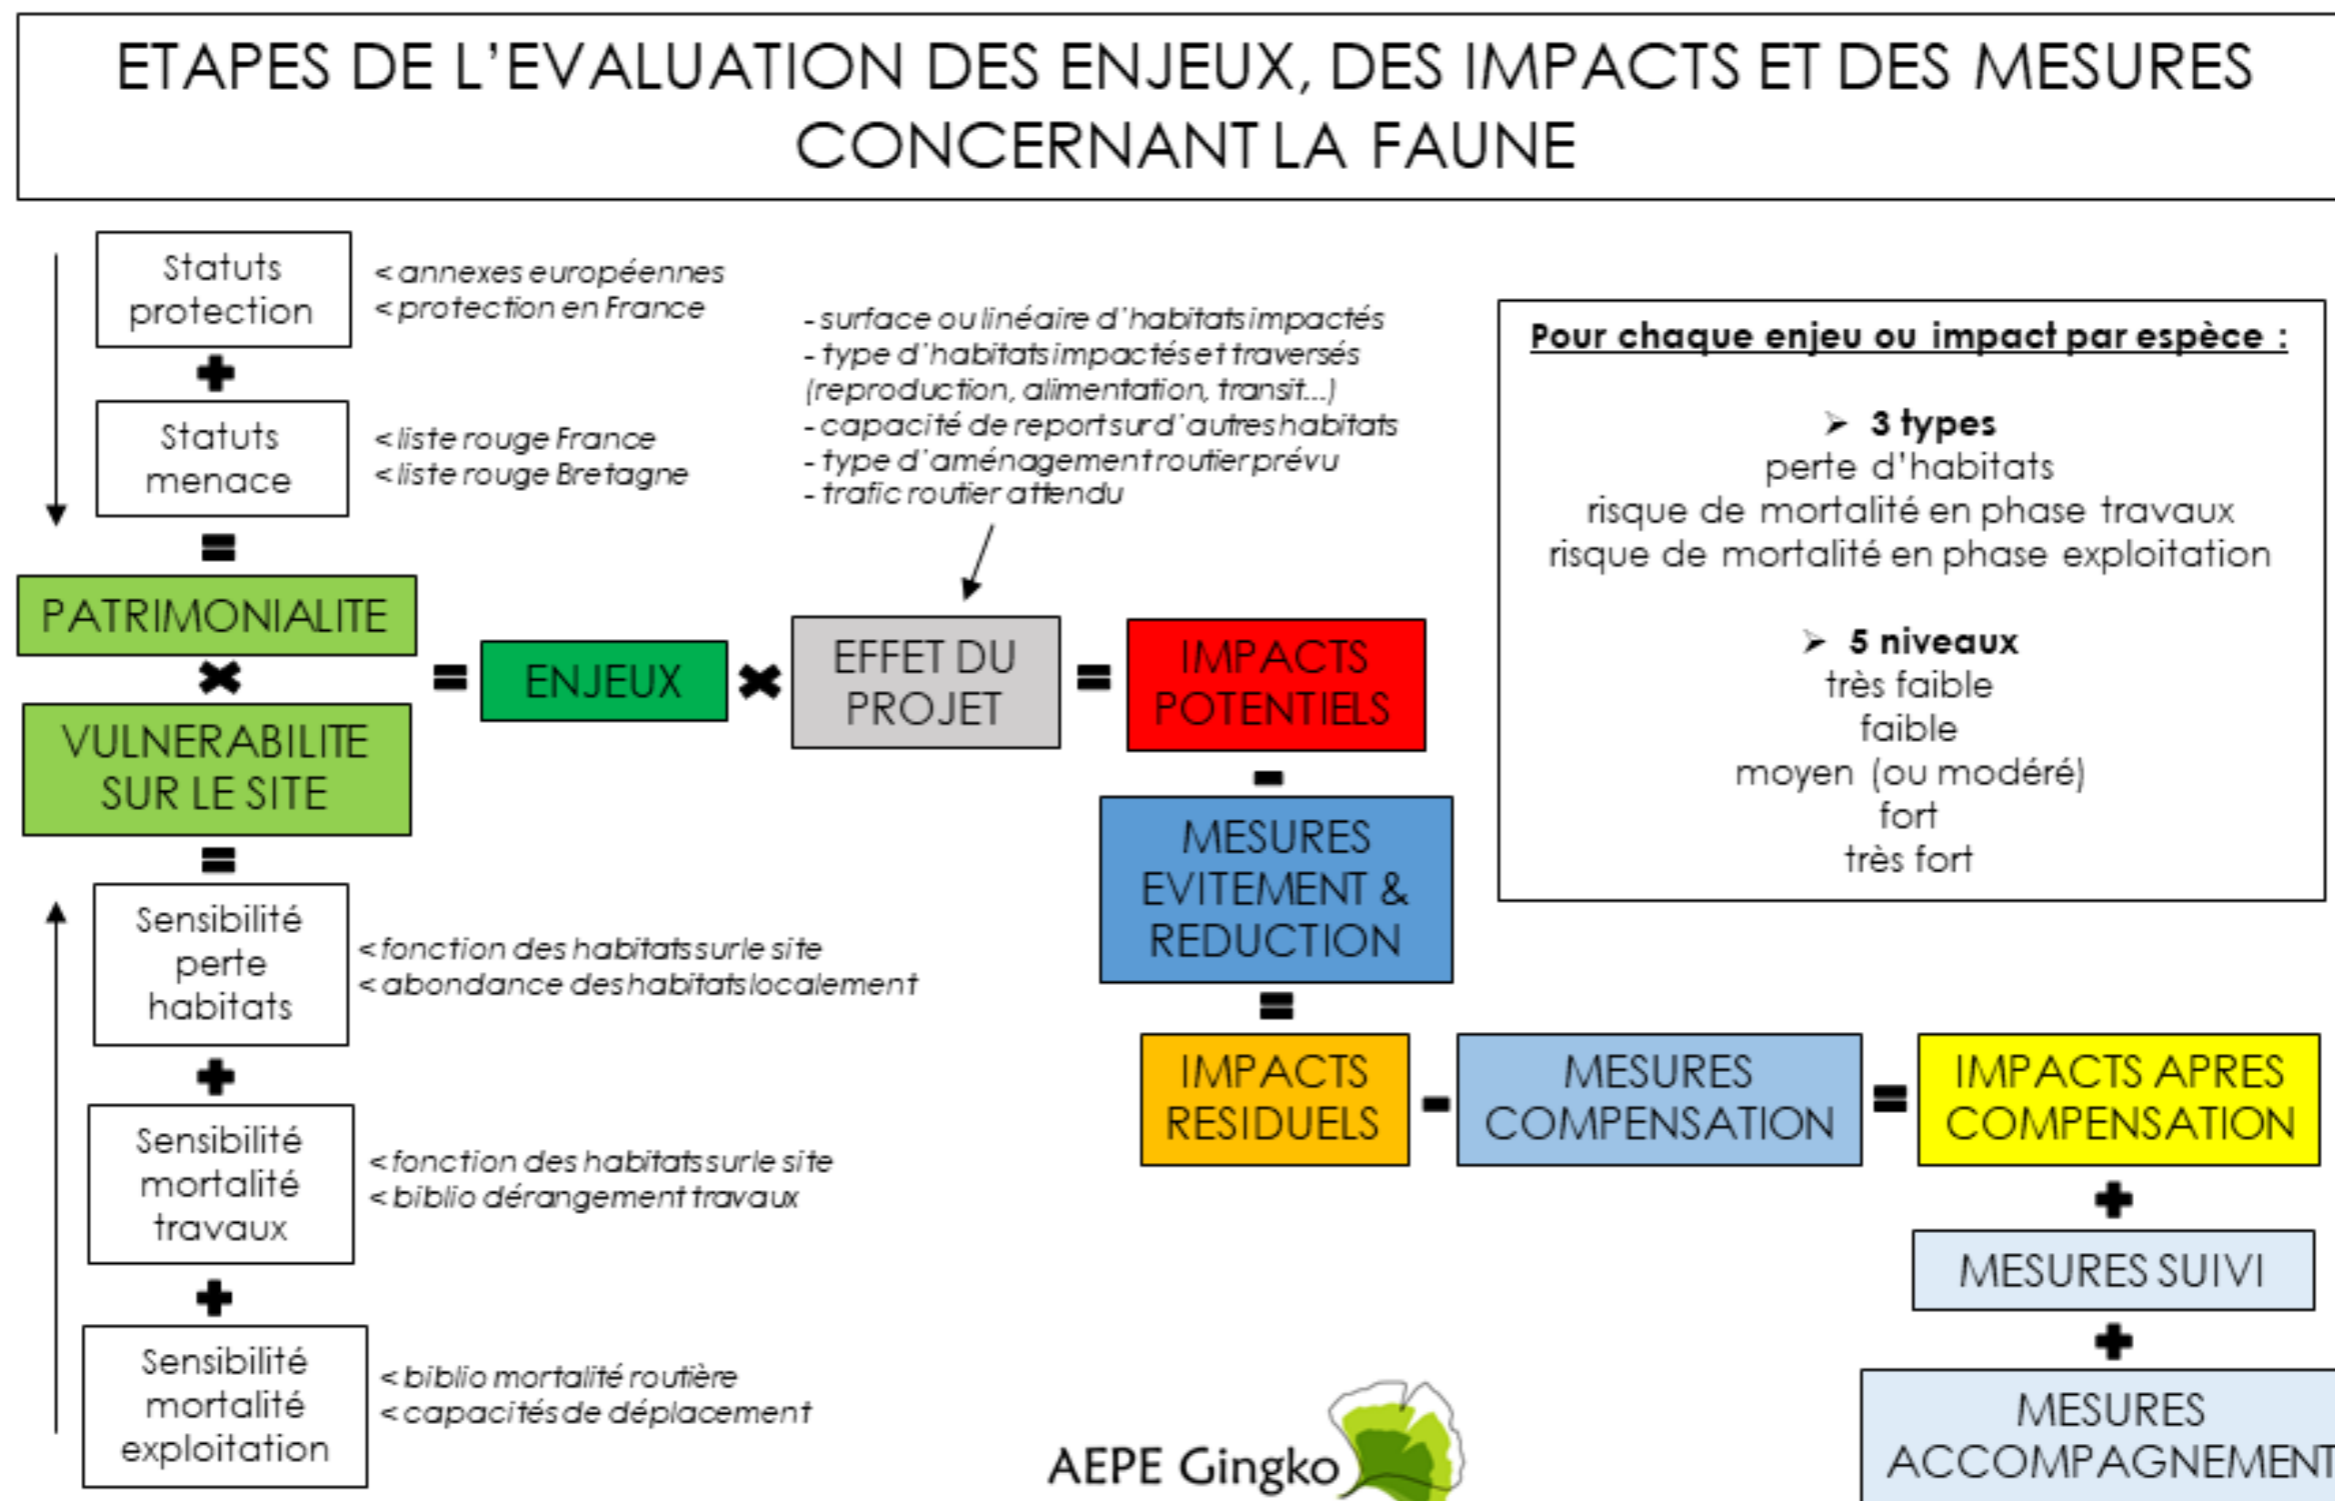 ETAPES DE L'EVALUATION DES ENJEUX, DES IMPACTS ET DES MESURES
CONCERNANT LA FAUNE
Statuts
protection
< annexes européennes
< protection en France
Statuts
menace
< liste rouge France
< liste rouge Bretagne
- surface ou linéaire d'habitats impactés
- type d'habitats impactés et traversés
(reproduction, alimentation, transit...)
- capacité de report sur d'autres habitats
- type d'aménagement routier prévu
- trafic routier attendu
Pour chaque enjeu ou impact par espèce :
➢ 3 types
perte d'habitats
risque de mortalité en phase travaux
risque de mortalité en phase exploitation
➢ 5 niveaux
très faible
faible
moyen (ou modéré)
fort
très fort
PATRIMONIALITE
VULNERABILITE
SUR LE SITE
ENJEUX
EFFET DU
PROJET
IMPACTS
POTENTIELS
MESURES
EVITEMENT &
REDUCTION
Sensibilité
perte
habitats
< fonction des habitats sur le site
< abondance des habitats localement
Sensibilité
mortalité
travaux
< fonction des habitats sur le site
< biblio dérangement travaux
Sensibilité
mortalité
exploitation
< biblio mortalité routière
< capacités de déplacement
IMPACTS
RESIDUELS
MESURES
COMPENSATION
IMPACTS APRES
COMPENSATION
MESURES SUIVI
MESURES
ACCOMPAGNEMENT
AEPE Gingko